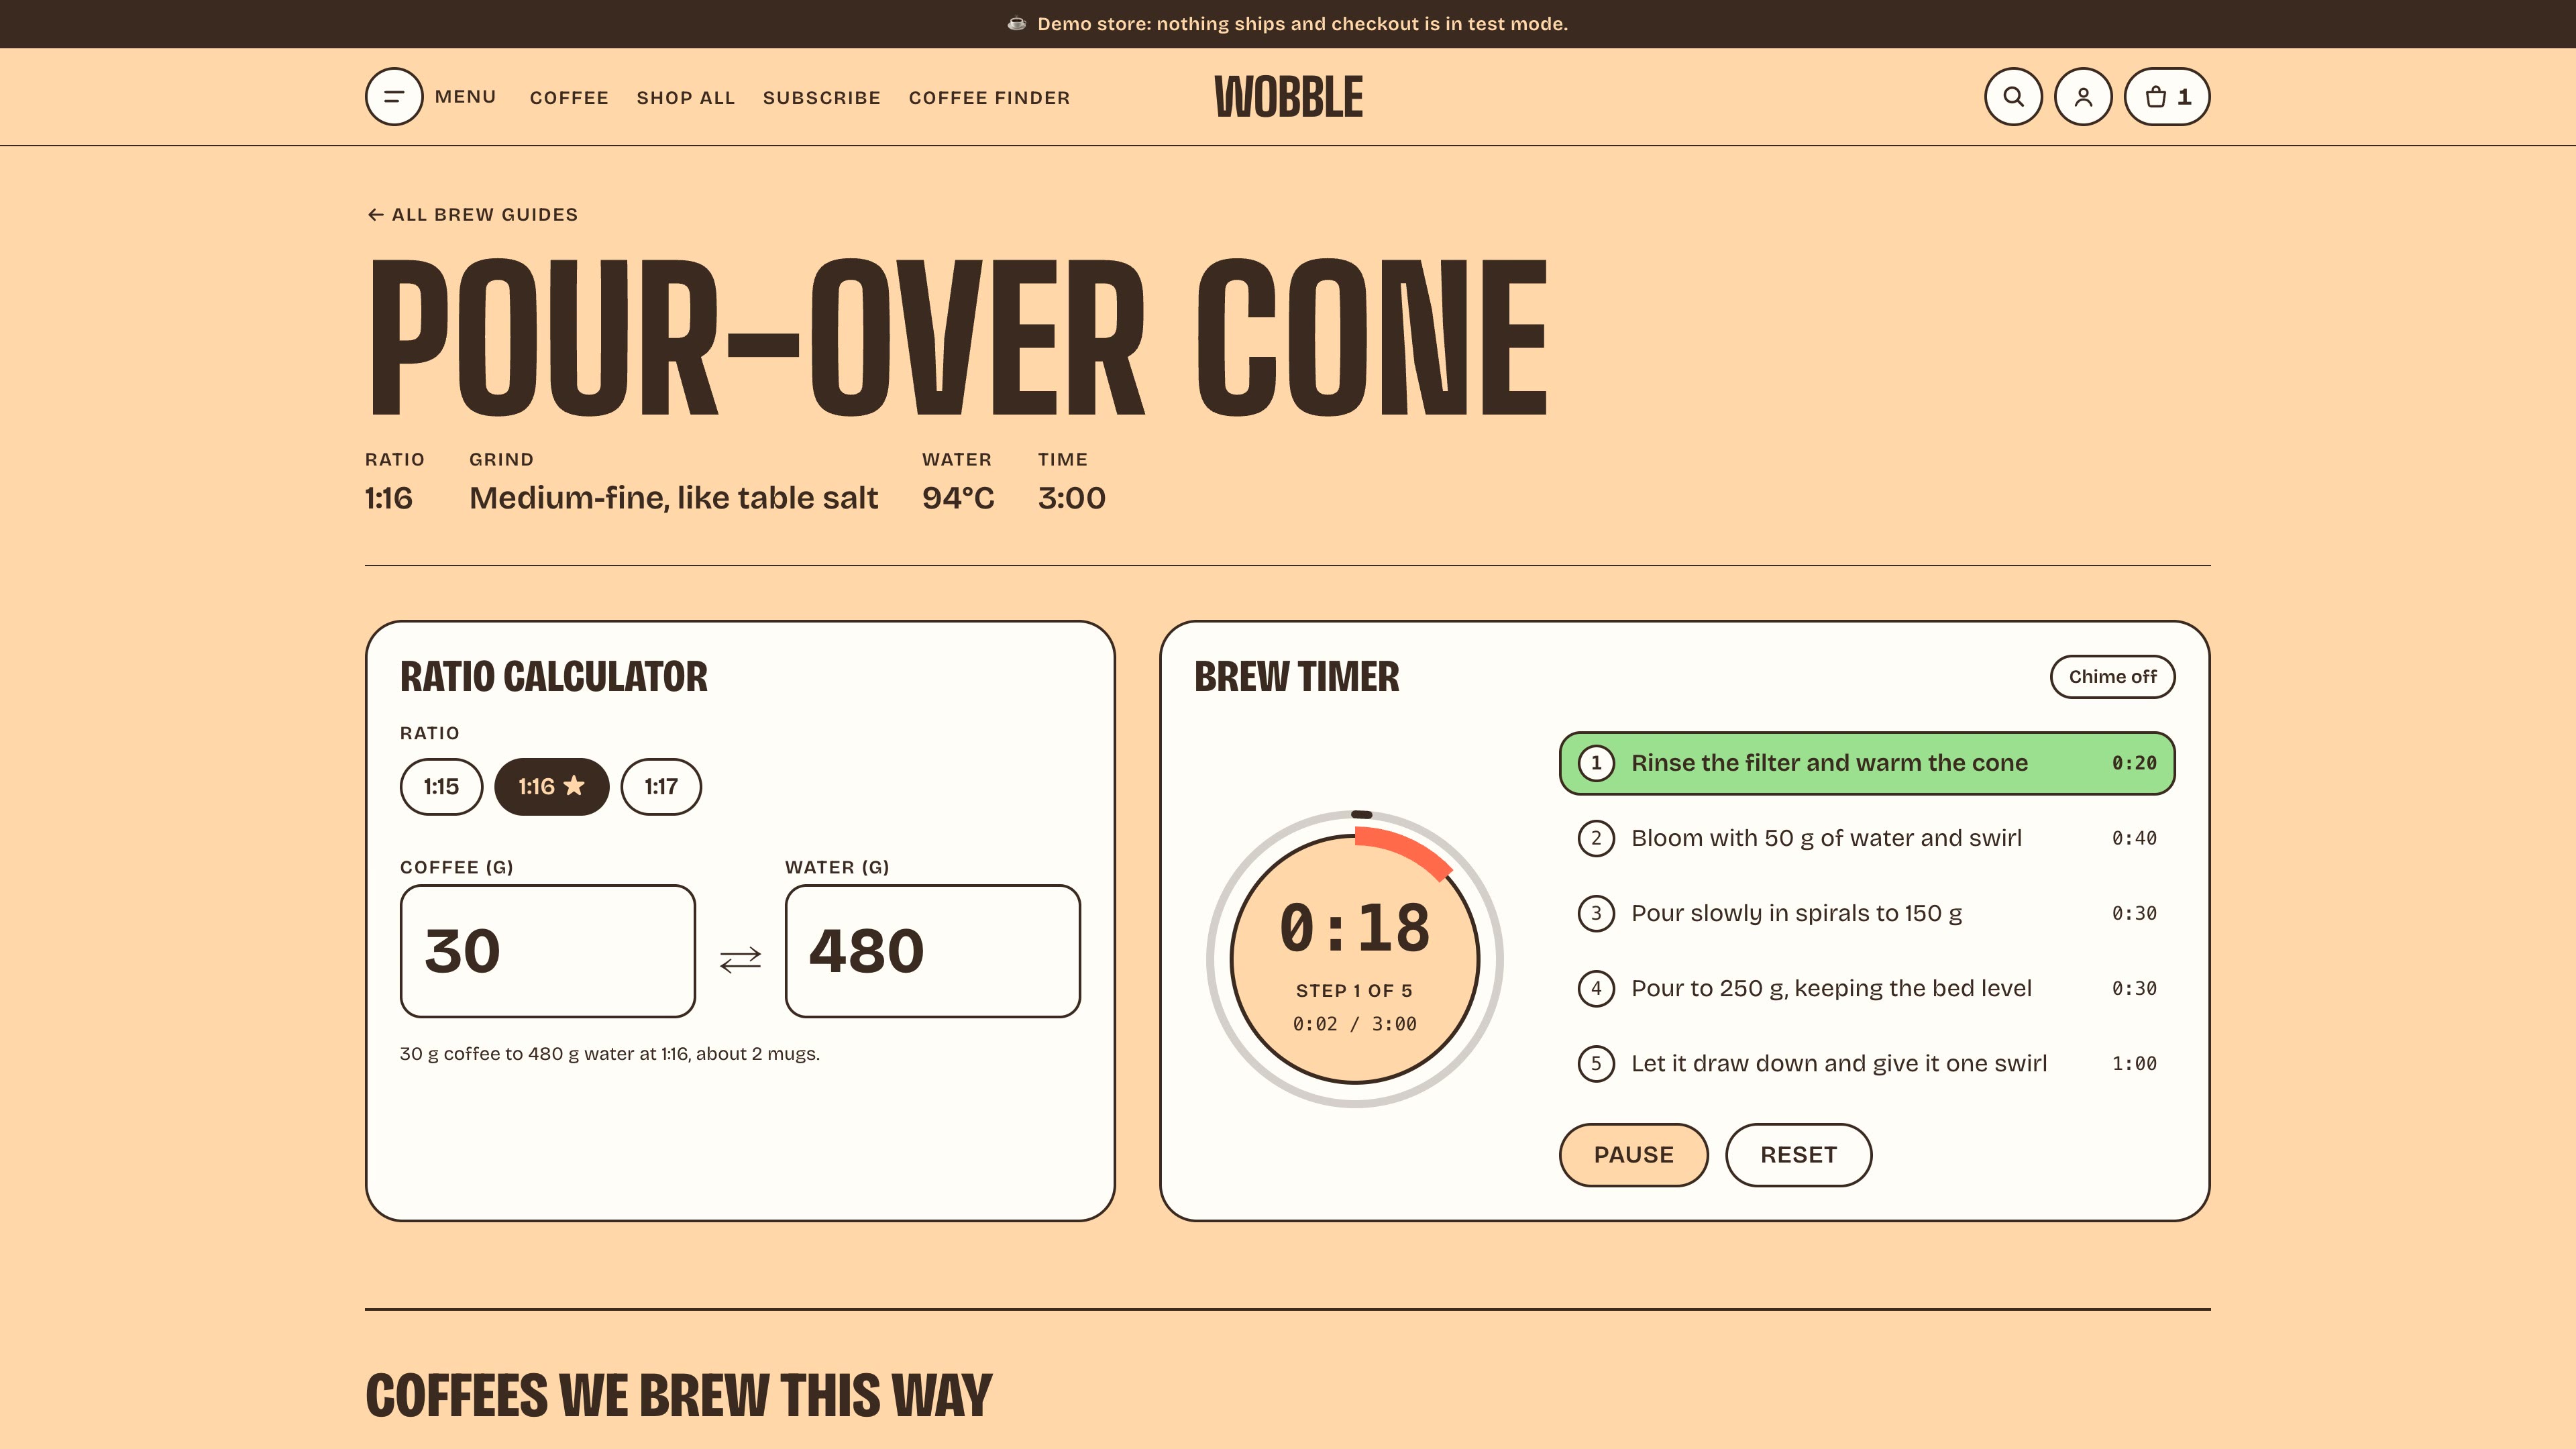 Demo store: nothing ships and checkout is in test mode.
MENU COFFEE SHOP ALL SUBSCRIBE COFFEE FINDER WOBBLE 1
← ALL BREW GUIDES
POUR-OVER CONE
RATIO GRIND WATER TIME
1:16 Medium-fine, like table salt 94°C 3:00
RATIO CALCULATOR
RATIO
1:15 1:16 ★ 1:17
COFFEE (G) WATER (G)
30 480
30 g coffee to 480 g water at 1:16, about 2 mugs.
BREW TIMER Chime off
0:18
STEP 1 OF 5
0:02 / 3:00
1 Rinse the filter and warm the cone 0:20
2 Bloom with 50 g of water and swirl 0:40
3 Pour slowly in spirals to 150 g 0:30
4 Pour to 250 g, keeping the bed level 0:30
5 Let it draw down and give it one swirl 1:00
PAUSE RESET
COFFEES WE BREW THIS WAY